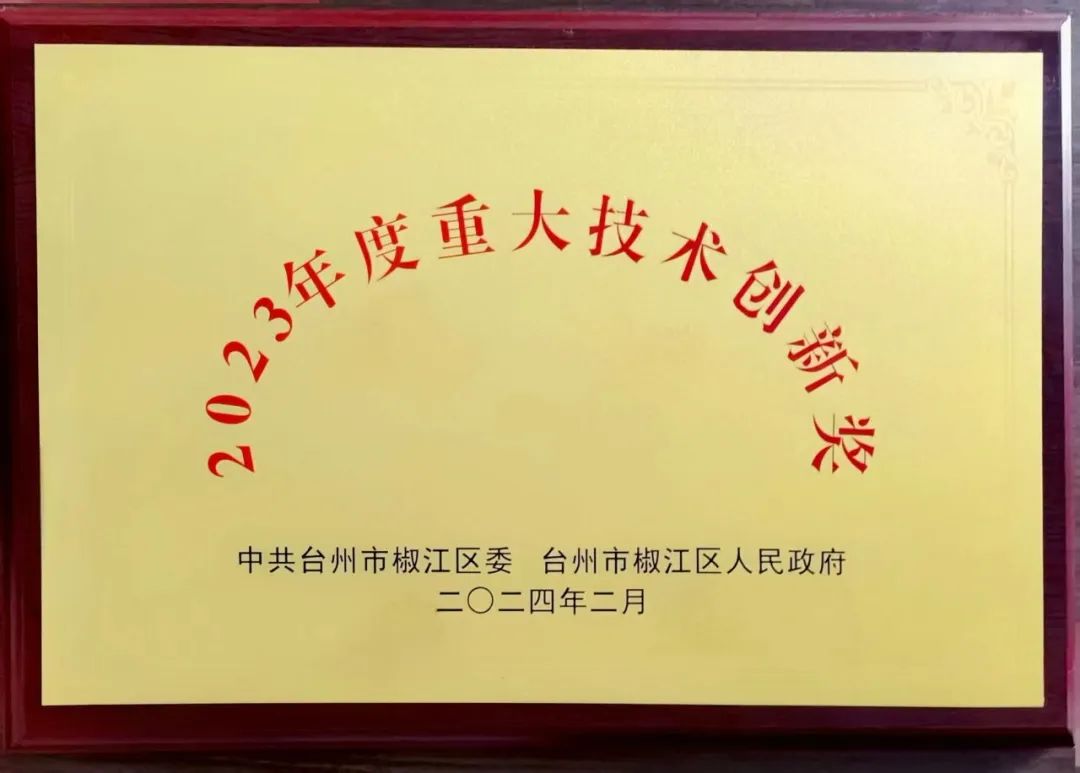 2023年度重大技术创新奖
中共台州市椒江区委 台州市椒江区人民政府
二〇二四年二月